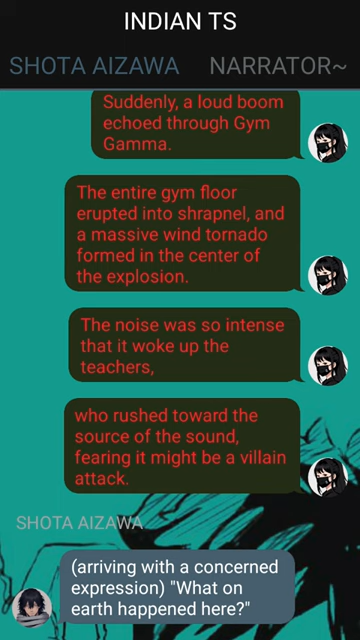 INDIAN TS
SHOTA AIZAWA NARRATOR~
Suddenly, a loud boom
echoed through Gym
Gamma.
The entire gym floor
erupted into shrapnel, and
a massive wind tornado
formed in the center of
the explosion.
The noise was so intense
that it woke up the
teachers,
who rushed toward the
source of the sound,
fearing it might be a villain
attack.
SHOTA AIZAWA
(arriving with a concerned
expression) "What on
earth happened here?"